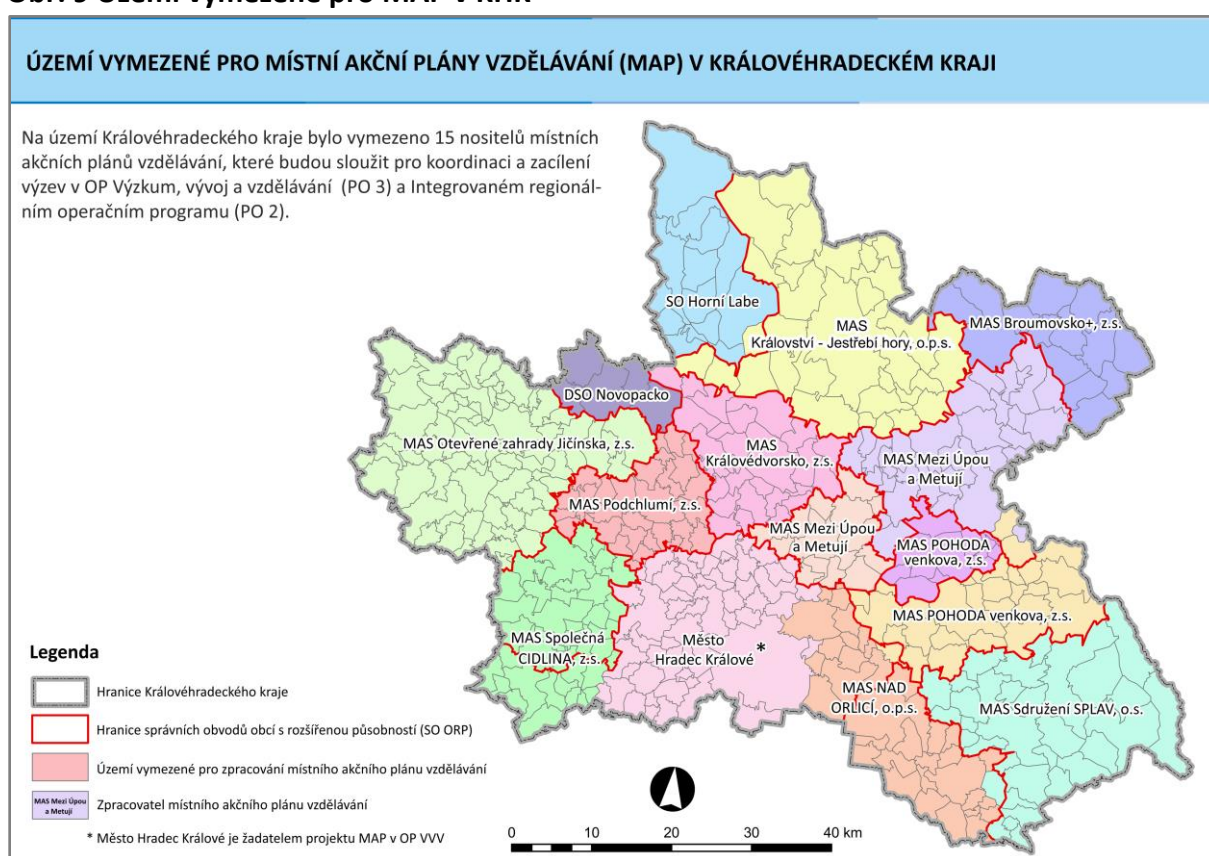 ÚZEMÍ VYMEZENÉ PRO MÍSTNÍ AKČNÍ PLÁNY VZDĚLÁVÁNÍ (MAP) V KRÁLOVÉHRADECKÉM KRAJI
Na území Královéhradeckého kraje bylo vymezeno 15 nositelů místních
akčních plánů vzdělávání, které budou sloužit pro koordinaci a zacílení
výzev v OP Výzkum, vývoj a vzdělávání (PO 3) a Integrovaném regionál-
ním operačním programu (PO 2).
SO Horní Labe
MAS
Království - Jestřebí hory, o.p.s.
MAS Broumovsko+, z.s.
DSO Novopacko
MAS Otevřené zahrady Jičínska, z.s.
MAS
Královédvorsko, z.s.
MAS Mezi Úpou
a Metují
MAS Podchlumí, z.s.
MAS Mezi Úpou
a Metují
MAS POHODA
venkova, z.s.
MAS POHODA venkova, z.s.
MAS Společná
CIDLINA, z.s.
Město
Hradec Králové *
MAS NAD
ORLICÍ, o.p.s.
MAS Sdružení SPLAV, o.s.
Legenda
Hranice Královéhradeckého kraje
Hranice správních obvodů obcí s rozšířenou působností (SO ORP)
Území vymezené pro zpracování místního akčního plánu vzdělávání
MAS Mezi Úpou
a Metují
Zpracovatel místního akčního plánu vzdělávání
* Město Hradec Králové je žadatelem projektu MAP v OP VVV
0 10 20 30 40 km